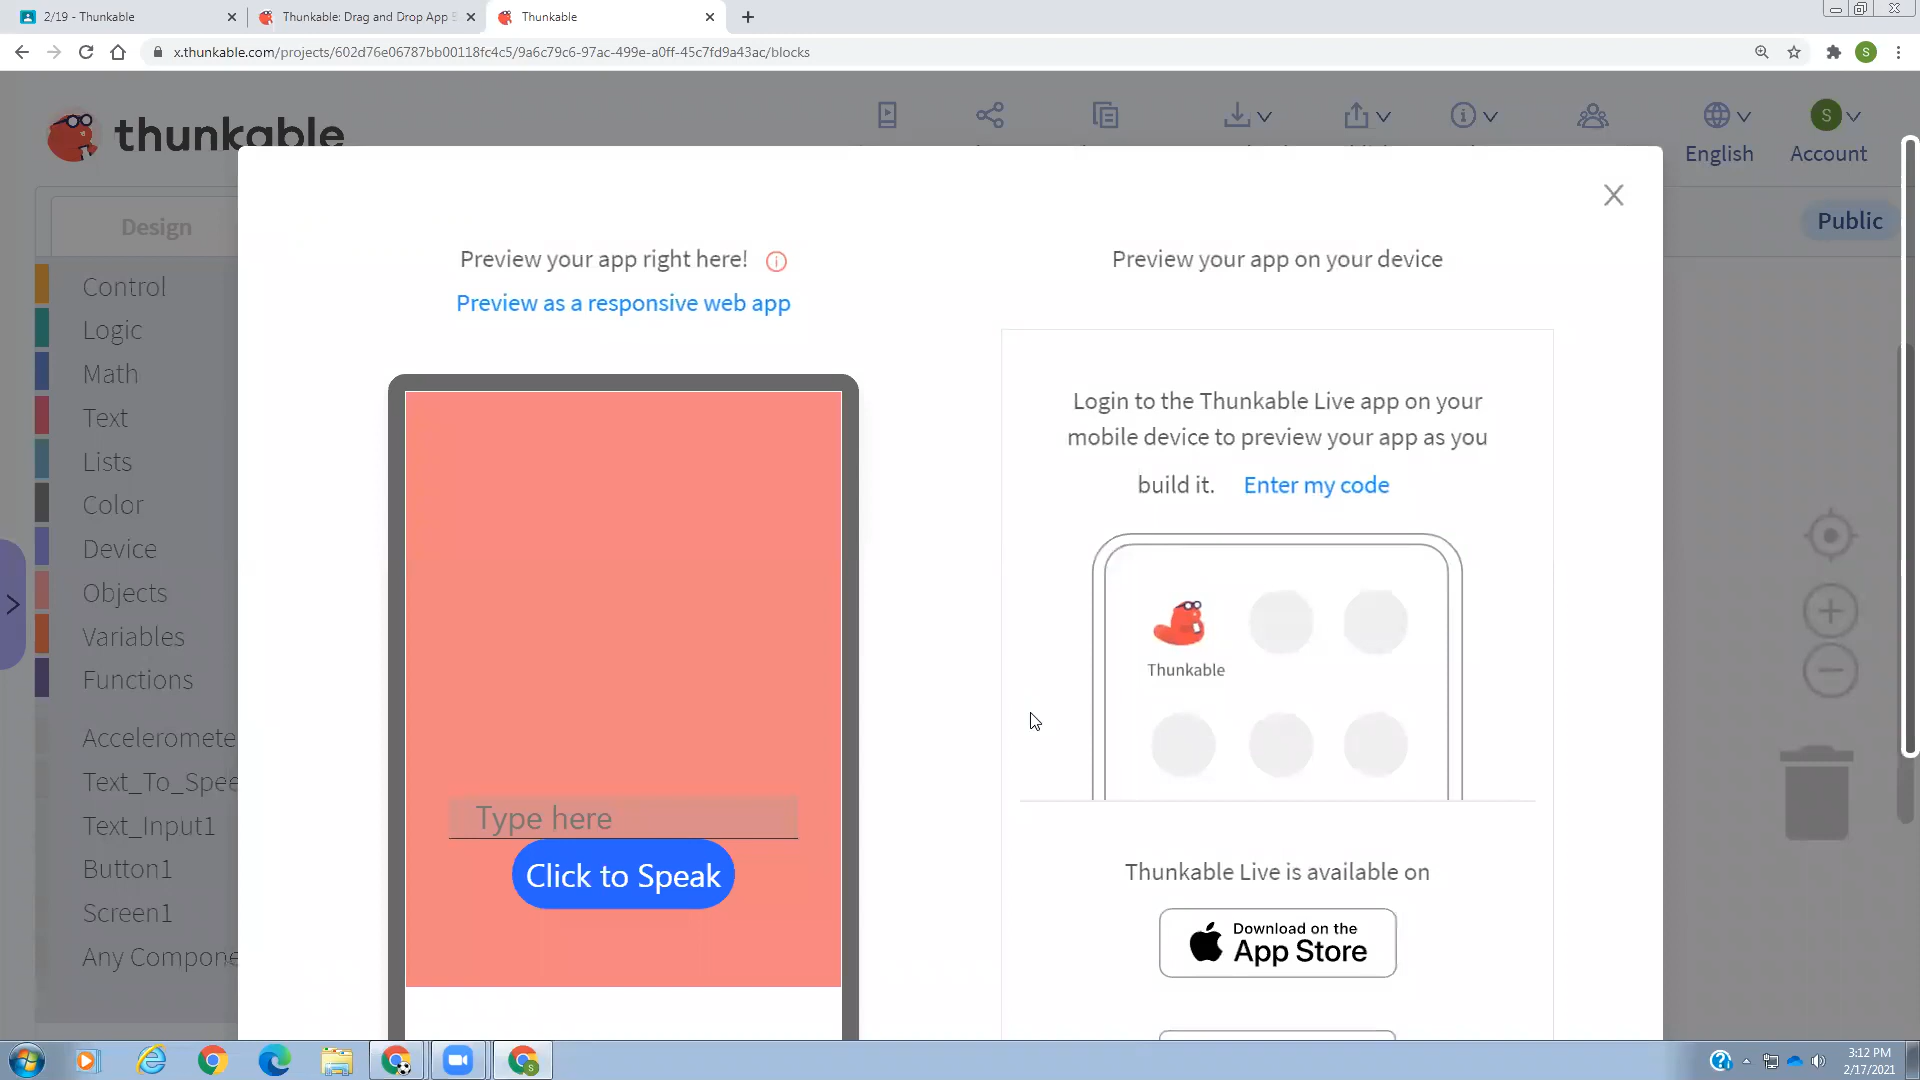 2/19 - Thunkable
Thunkable: Drag and Drop App S
Thunkable
x.thunkable.com/projects/602d76e06787bb00118fc4c5/9a6c79c6-97ac-499e-a0ff-45c7fd9a43ac/blocks
S
thunkable
S
English
Account
Design
Public
Control
Logic
Math
Text
Lists
Color
Device
Objects
Variables
Functions
Acceleromete
Text_To_Spee
Text_Input1
Button1
Screen1
Any Compone
Preview your app right here!
Preview as a responsive web app
Type here
Click to Speak
Preview your app on your device
Login to the Thunkable Live app on your
mobile device to preview your app as you
build it. Enter my code
Thunkable
Thunkable Live is available on
Download on the
App Store
3:12 PM
2/17/2021